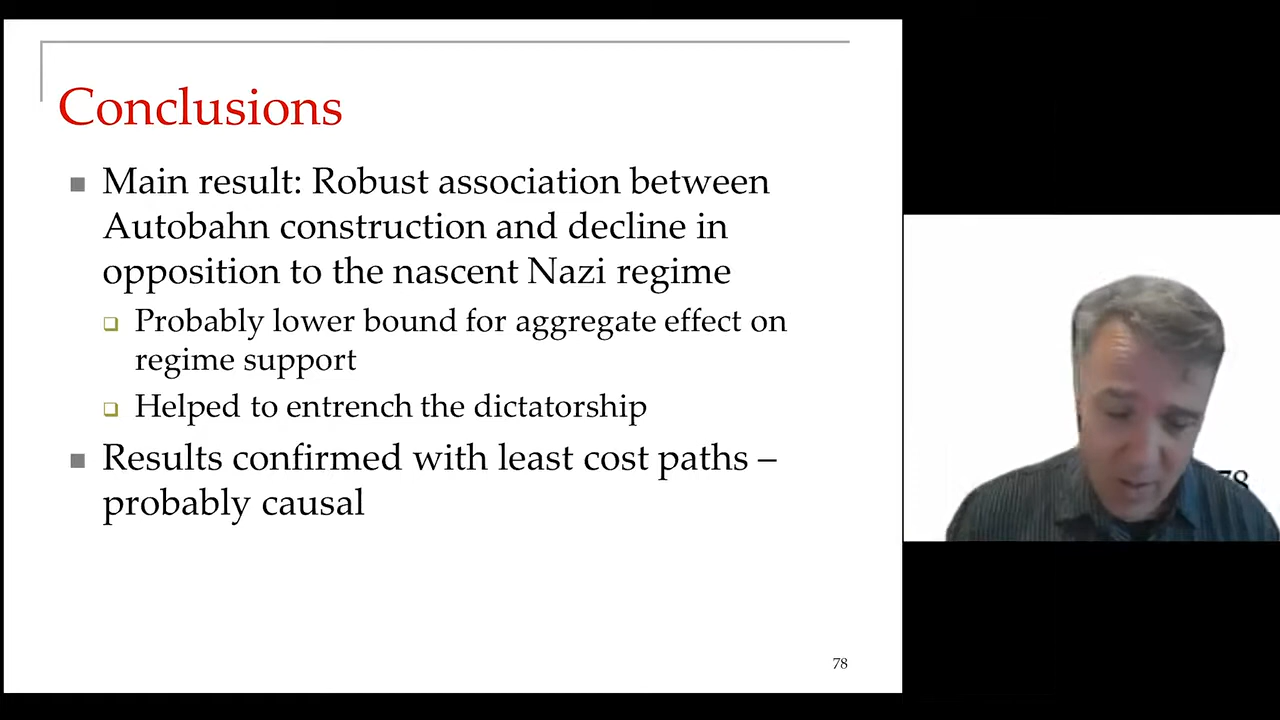 Conclusions
Main result: Robust association between
Autobahn construction and decline in
opposition to the nascent Nazi regime
Probably lower bound for aggregate effect on
regime support
Helped to entrench the dictatorship
Results confirmed with least cost paths –
probably causal
78
78